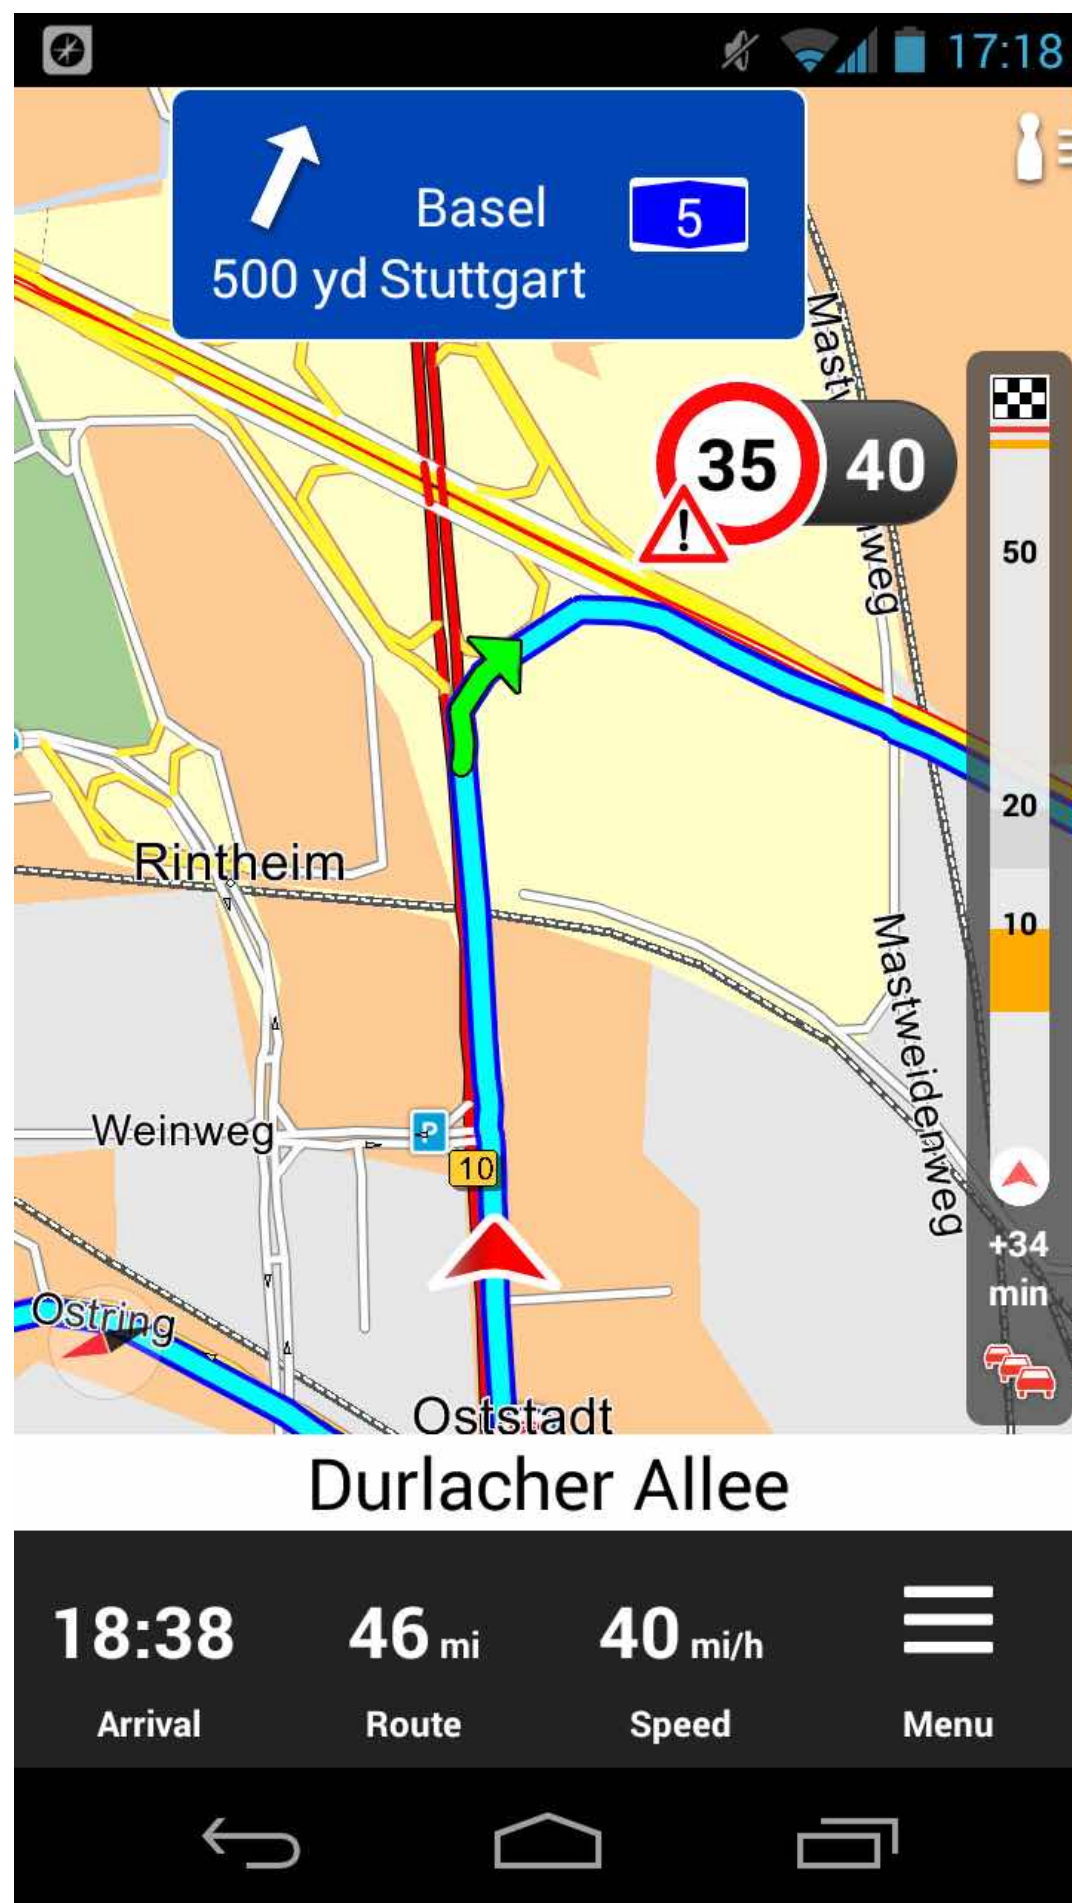 17:18
Basel
5
500 yd Stuttgart
35
40
50
20
Rintheim
10
Mastweidenweg
Weinweg
P
10
+34
min
Ostring
Oststadt
Durlacher Allee
18:38
46 mi
40 mi/h
Arrival
Route
Speed
Menu